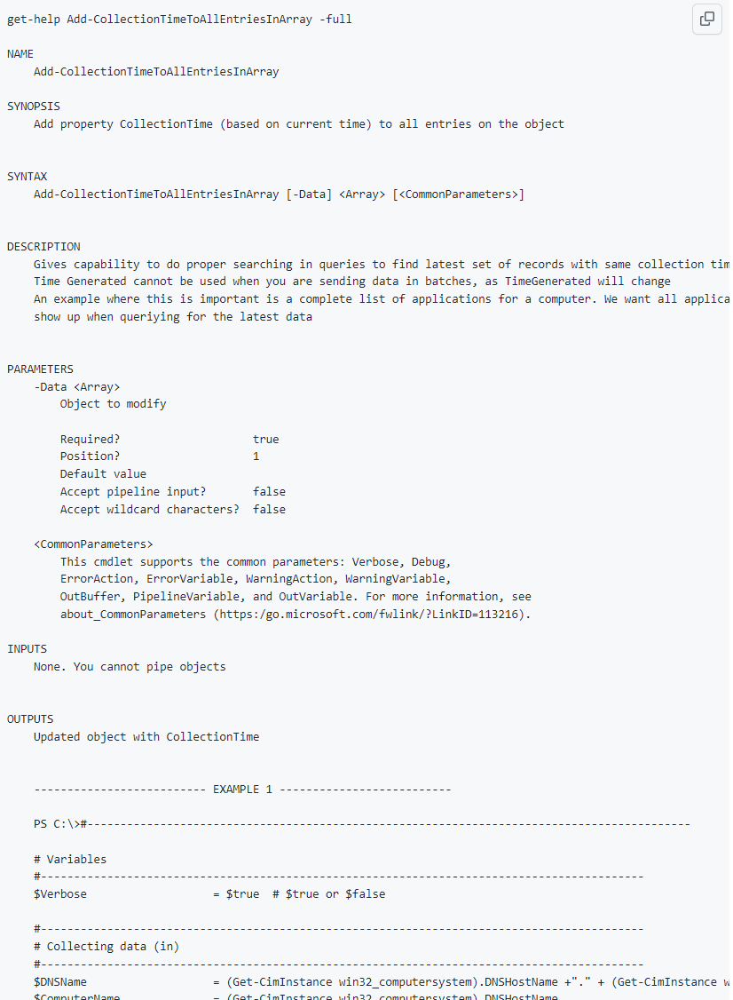 get-help Add-CollectionTimeToAllEntriesInArray -full
NAME
Add-CollectionTimeToAllEntriesInArray
SYNOPSIS
Add property CollectionTime (based on current time) to all entries on the object
SYNTAX
Add-CollectionTimeToAllEntriesInArray [-Data] <Array> [<CommonParameters>]
DESCRIPTION
Gives capability to do proper searching in queries to find latest set of records with same collection tim
Time Generated cannot be used when you are sending data in batches, as TimeGenerated will change
An example where this is important is a complete list of applications for a computer. We want all applica
show up when queriying for the latest data
PARAMETERS
-Data <Array>
Object to modify
Required? true
Position? 1
Default value
Accept pipeline input? false
Accept wildcard characters? false
<CommonParameters>
This cmdlet supports the common parameters: Verbose, Debug,
ErrorAction, ErrorVariable, WarningAction, WarningVariable,
OutBuffer, PipelineVariable, and OutVariable. For more information, see
about_CommonParameters (https:/go.microsoft.com/fwlink/?LinkID=113216).
INPUTS
None. You cannot pipe objects
OUTPUTS
Updated object with CollectionTime
-------------------------- EXAMPLE 1 --------------------------
PS C:\>#-------------------------------------------------------------------------------------------
# Variables
#-------------------------------------------------------------------------------------------
$Verbose = $true # $true or $false
#-------------------------------------------------------------------------------------------
# Collecting data (in)
#-------------------------------------------------------------------------------------------
$DNSName = (Get-CimInstance win32_computersystem).DNSHostName +"." + (Get-CimInstance w
$ComputerName = (Get-CimInstance win32_computersystem).DNSHostName